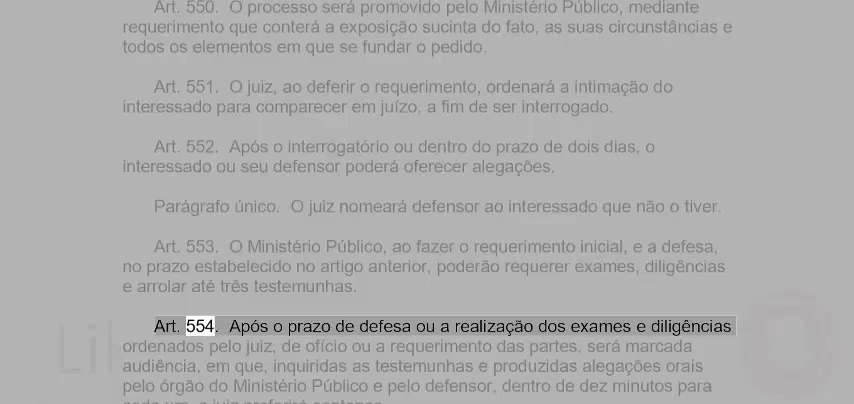 Art. 550. O processo será promovido pelo Ministério Público, mediante
requerimento que conterá a exposição sucinta do fato, as suas circunstâncias e
todos os elementos em que se fundar o pedido.
Art. 551. O juiz, ao deferir o requerimento, ordenará a intimação do
interessado para comparecer em juízo, a fim de ser interrogado.
Art. 552. Após o interrogatório ou dentro do prazo de dois dias, o
interessado ou seu defensor poderá oferecer alegações.
Parágrafo único. O juiz nomeará defensor ao interessado que não o tiver.
Art. 553. O Ministério Público, ao fazer o requerimento inicial, e a defesa,
no prazo estabelecido no artigo anterior, poderão requerer exames, diligências
e arrolar até três testemunhas.
Art. 554. Após o prazo de defesa ou a realização dos exames e diligências
ordenados pelo juiz, de ofício ou a requerimento das partes, será marcada
audiência, em que, inquiridas as testemunhas e produzidas alegações orais
pelo órgão do Ministério Público e pelo defensor, dentro de dez minutos para